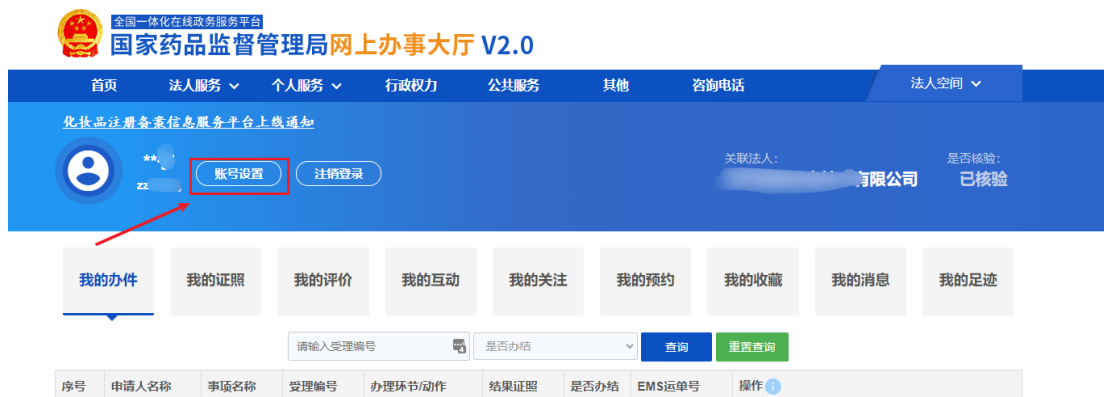 全国一体化在线政务服务平台
国家药品监督管理局网上办事大厅 V2.0
首页 法人服务 个人服务 行政权力 公共服务 其他 咨询电话 法人空间
化妆品注册备案信息服务平台上线通知
**
zz
账号设置 注销登录
关联法人: 是否核验:
有限公司 已核验
我的办件 我的证照 我的评价 我的互动 我的关注 我的预约 我的收藏 我的消息 我的足迹
请输入受理编号 是否办结 查询 重置查询
序号 申请人名称 事项名称 受理编号 办理环节/动作 结果证照 是否办结 EMS运单号 操作